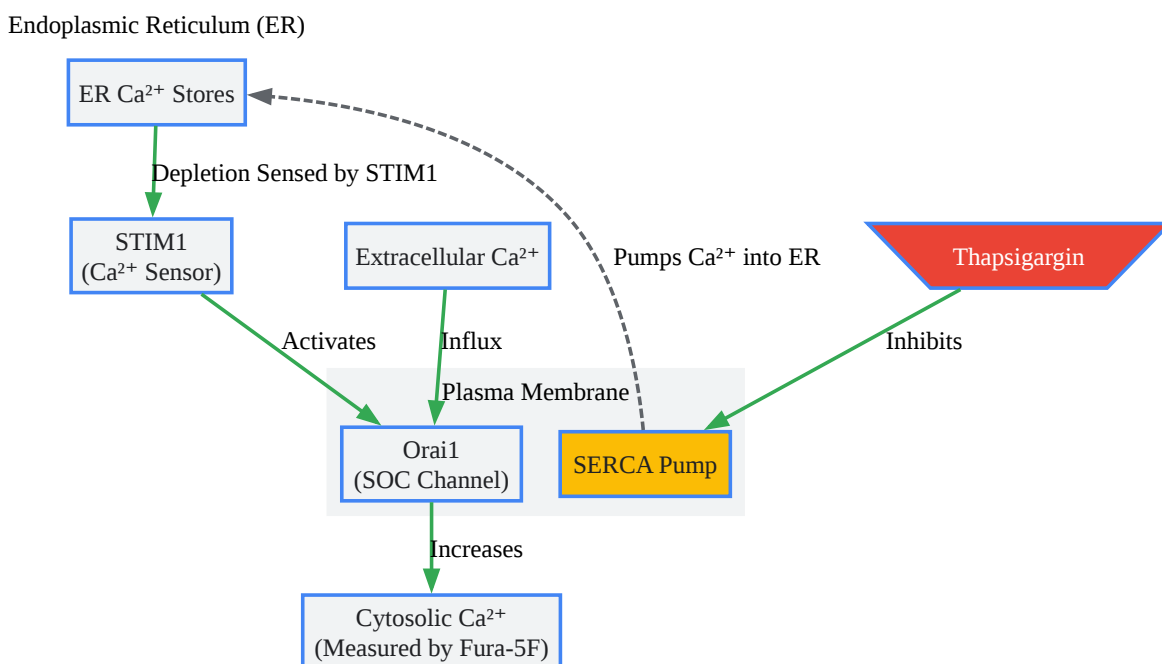 Endoplasmic Reticulum (ER)
ER Ca²⁺ Stores
Depletion Sensed by STIM1
STIM1
(Ca²⁺ Sensor)
Extracellular Ca²⁺
Pumps Ca²⁺ into ER
Thapsigargin
Activates
Influx
Inhibits
Plasma Membrane
Orai1
(SOC Channel)
SERCA Pump
Increases
Cytosolic Ca²⁺
(Measured by Fura-5F)